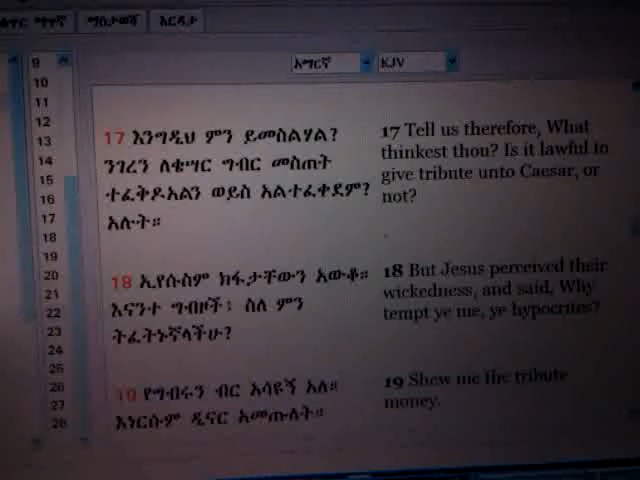 ማስታወሻ
እርዳታ
አማርኛ
KJV
9
10
11
12
13
14
15
16
17
18
19
20
21
22
23
24
25
26
27
28
17 እንግዲህ ምን ይመስልሃል?
ንገረን ለቄሣር ግብር መስጠት
ተፈቅዶአልን ወይስ አልተፈቀደም?
አሉት።
17 Tell us therefore, What
thinkest thou? Is it lawful to
give tribute unto Caesar, or
not?
18 ኢየሱስም ክፋታቸውን አውቆ።
እናንተ ግብዞች፥ ስለ ምን
ትፈትኑኛላችሁ?
18 But Jesus perceived their
wickedness, and said, Why
tempt ye me, ye hypocrites?
19 የግብሩን ብር አሳዩኝ አለ።
እነርሱም ዲናር አመጡለት።
19 Shew me the tribute
money.